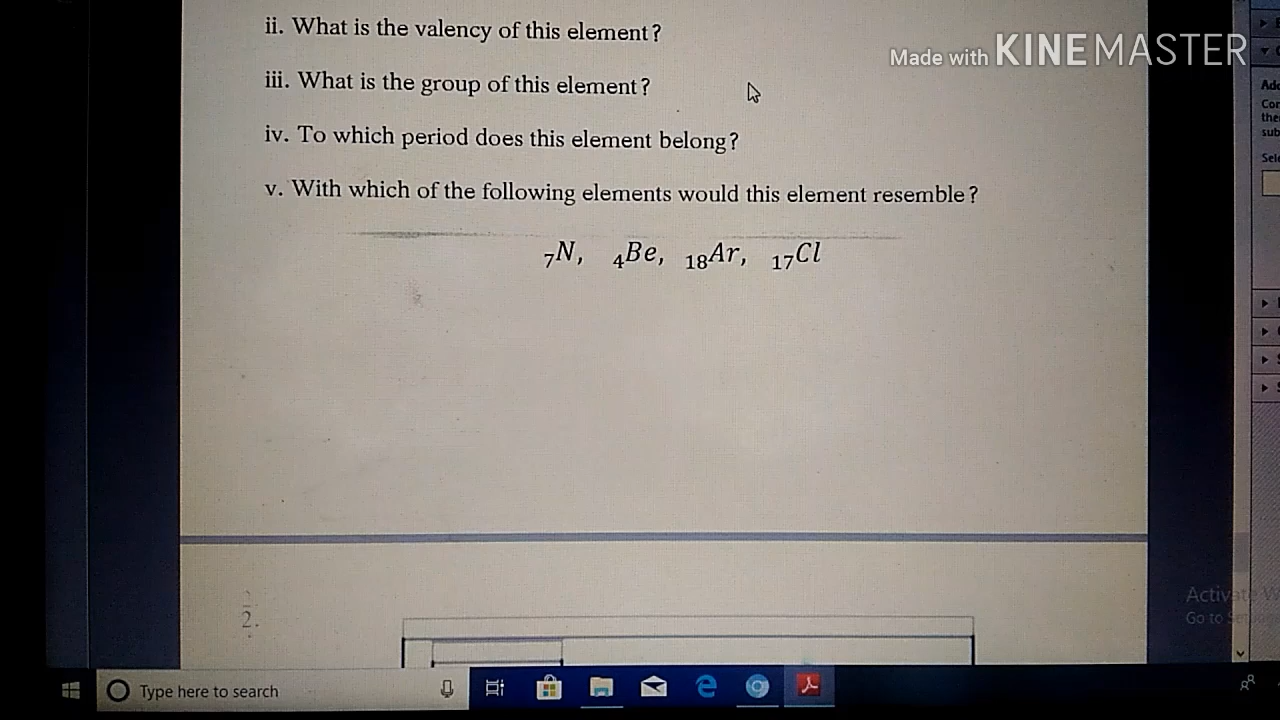 ii. What is the valency of this element?
Made with KINEMASTER
iii. What is the group of this element?
iv. To which period does this element belong?
v. With which of the following elements would this element resemble?
₇N, ₄Be, ₁₈Ar, ₁₇Cl
2.
Type here to search